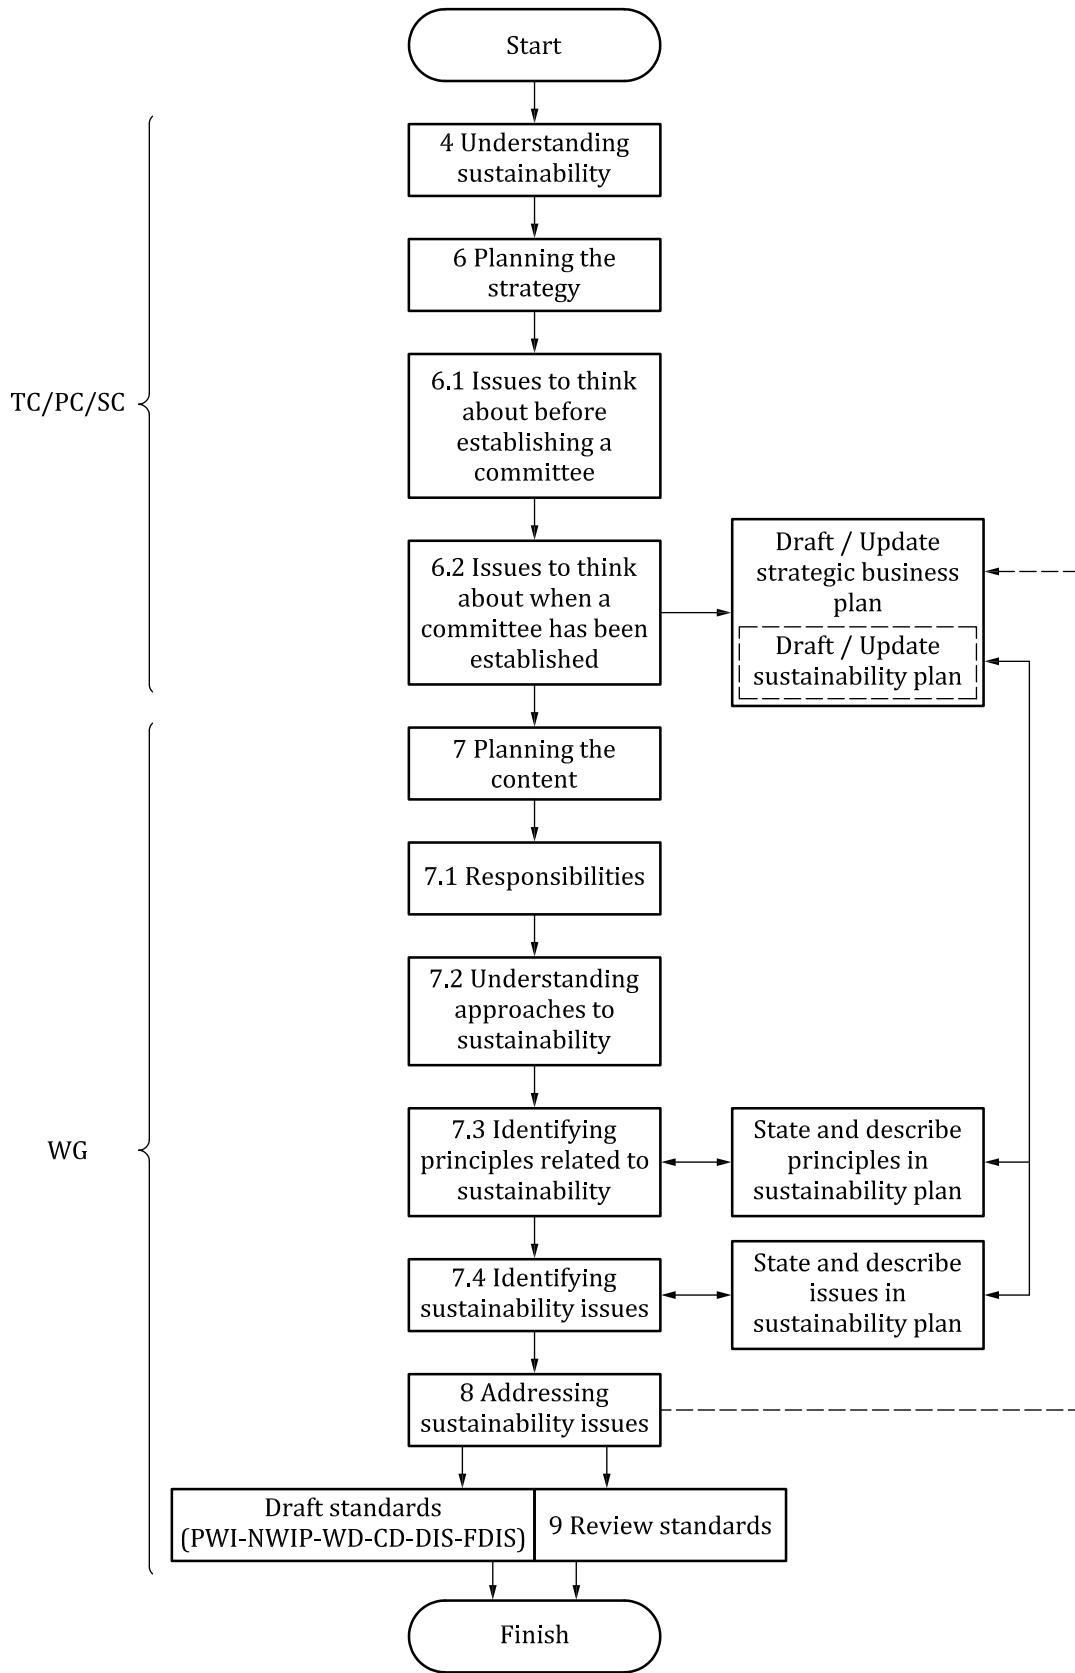 Start
4 Understanding
sustainability
6 Planning the
strategy
6.1 Issues to think
about before
establishing a
committee
TC/PC/SC
6.2 Issues to think
about when a
committee has been
established
Draft / Update
strategic business
plan
Draft / Update
sustainability plan
7 Planning the
content
7.1 Responsibilities
7.2 Understanding
approaches to
sustainability
WG
7.3 Identifying
principles related to
sustainability
State and describe
principles in
sustainability plan
7.4 Identifying
sustainability issues
State and describe
issues in
sustainability plan
8 Addressing
sustainability issues
Draft standards
(PWI-NWIP-WD-CD-DIS-FDIS)
9 Review standards
Finish